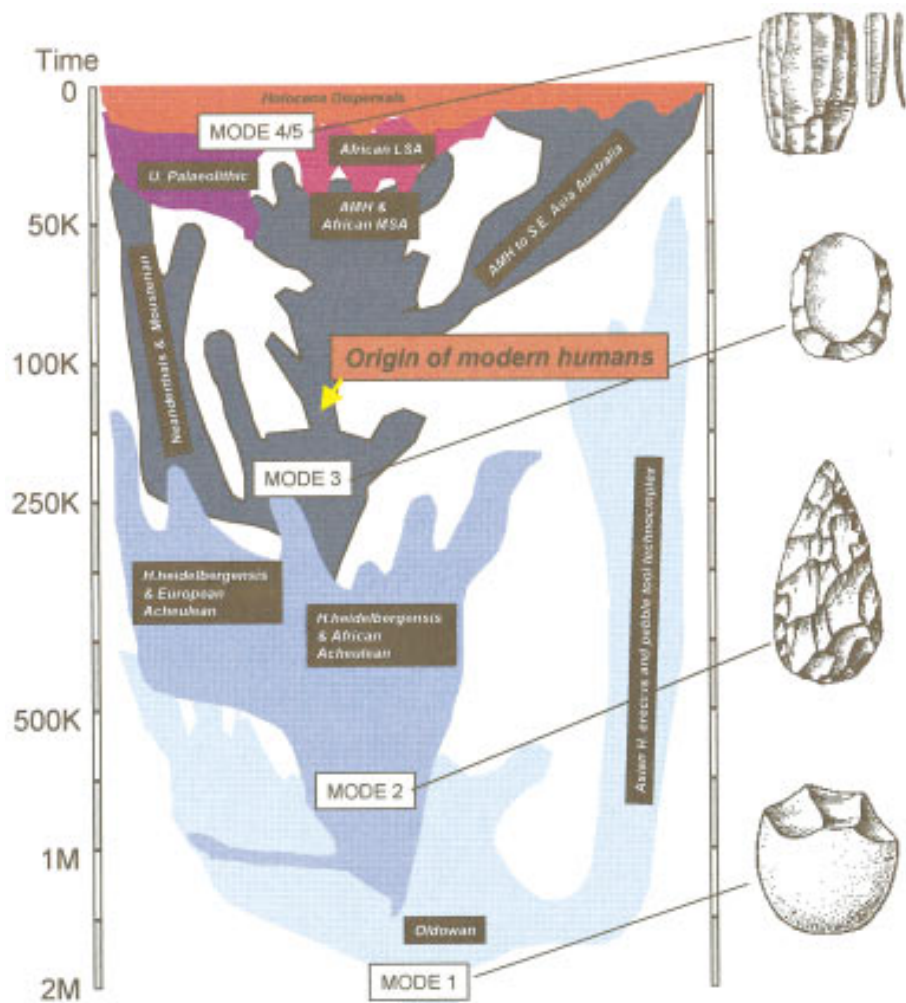 Time
0
Holocene Dispersals
MODE 4/5
African LSA
U. Palaeolithic
AMH &
African MSA
50K
AMH to S.E. Asia Australia
Neanderthals & Mousterian
100K
Origin of modern humans
MODE 3
250K
H.heidelbergensis
& European
Acheulean
H.heidelbergensis
& African
Acheulean
Asian H. erectus and pebble tool technocmplex
500K
MODE 2
1M
Oldowan
MODE 1
2M